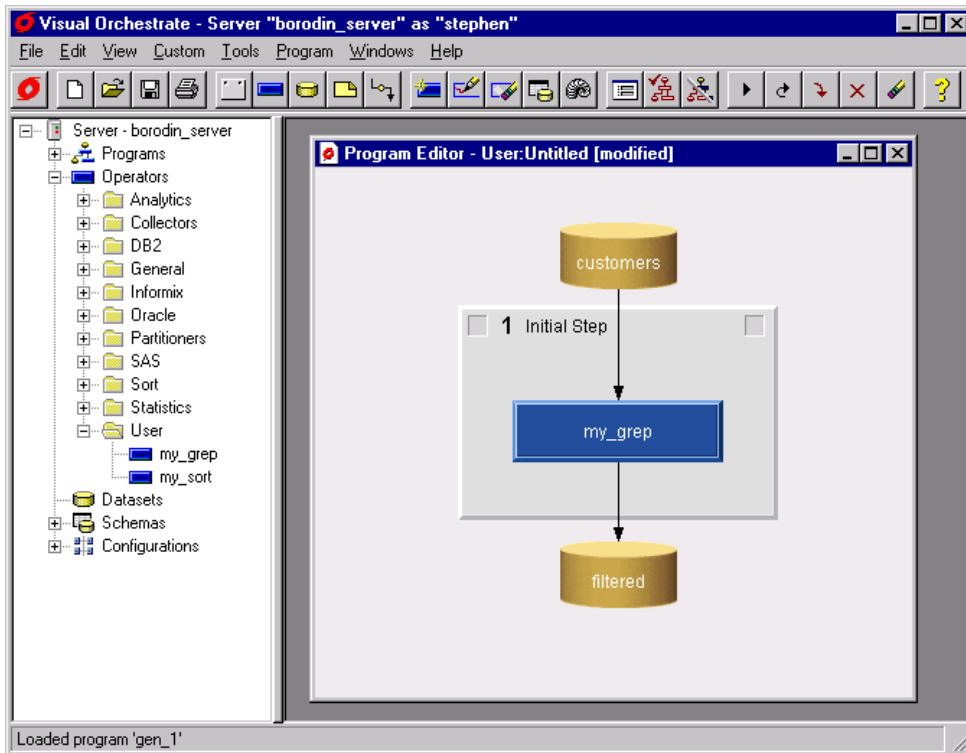 Visual Orchestrate - Server "borodin_server" as "stephen"
File Edit View Custom Tools Program Windows Help
Server - borodin_server
Programs
Operators
Analytics
Collectors
DB2
General
Informix
Oracle
Partitioners
SAS
Sort
Statistics
User
my_grep
my_sort
Datasets
Schemas
Configurations
Program Editor - User:Untitled [modified]
customers
1 Initial Step
my_grep
filtered
Loaded program 'gen_1'